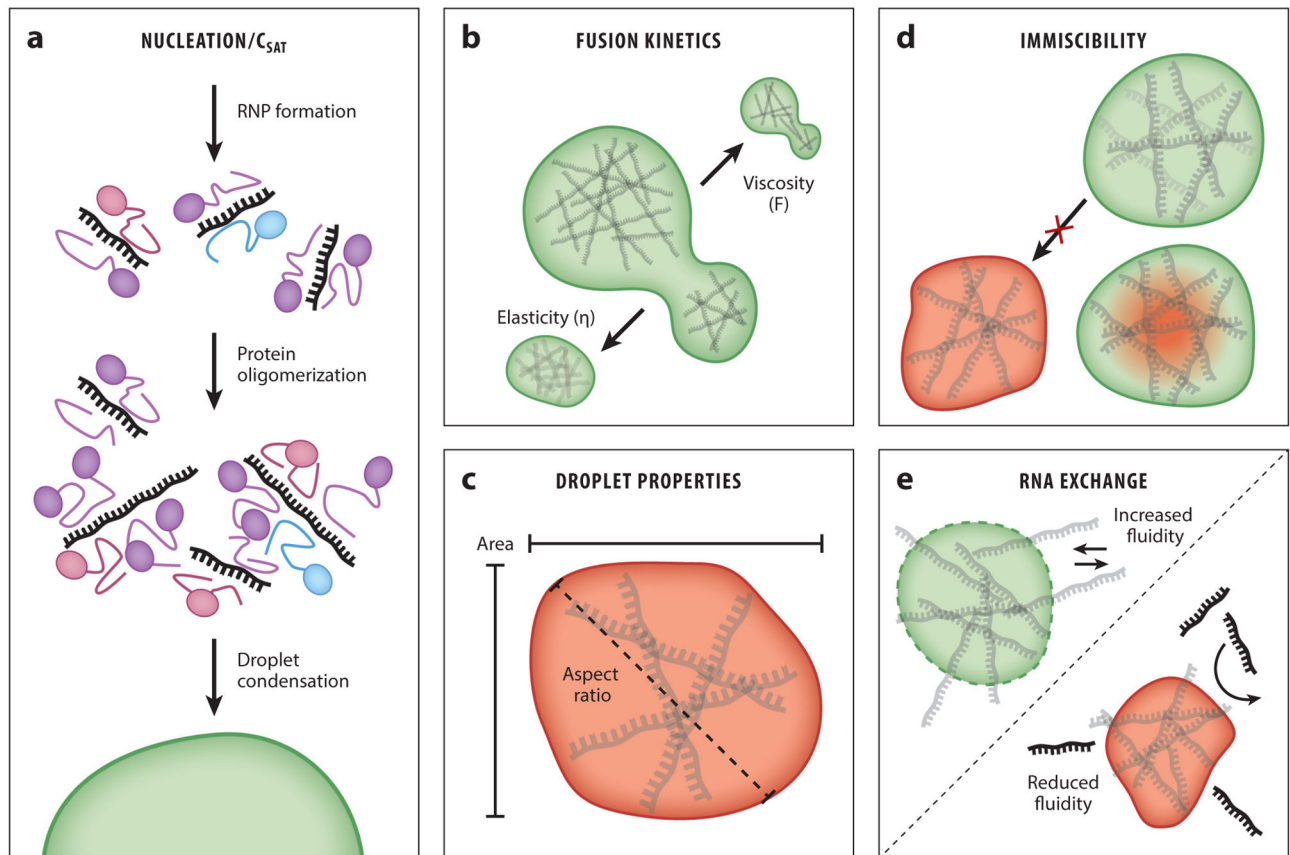 a NUCLEATION/C_SAT
RNP formation
Protein
oligomerization
Droplet
condensation
b FUSION KINETICS
Viscosity
(F)
Elasticity (η)
c DROPLET PROPERTIES
Area
Aspect
ratio
d IMMISCIBILITY
e RNA EXCHANGE
Increased
fluidity
Reduced
fluidity